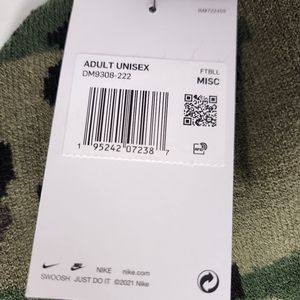 ADULT UNISEX
DM9308-222
FTBLL
MISC
1 95242 07238 7
NIKE nike.com
SWOOSH JUST DO IT ©2021 Nike